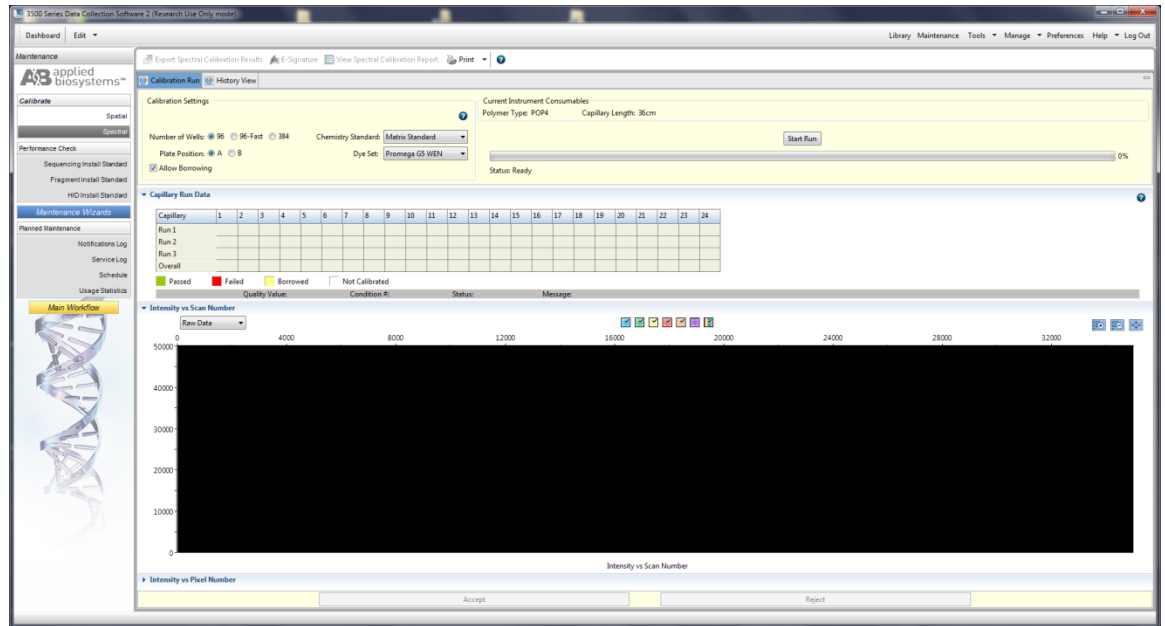 3500 Series Data Collection Software 2 (Research Use Only mode)
Dashboard Edit Library Maintenance Tools Manage Preferences Help Log Out
Maintenance
Export Spectral Calibration Results E-Signature View Spectral Calibration Report Print
AB applied biosystems™
Calibration Run History View
Calibrate
Spatial
Spectral
Performance Check
Sequencing Install Standard
Fragment Install Standard
HID Install Standard
Maintenance Wizards
Planned Maintenance
Notifications Log
Service Log
Schedule
Usage Statistics
Main Workflow
Calibration Settings
Number of Wells: 96 96-Fast 384 Chemistry Standard: Matrix Standard
Plate Position: A B Dye Set: Promega G5 WEN
Allow Borrowing
Current Instrument Consumables
Polymer Type: POP4 Capillary Length: 36cm
Start Run
0%
Status: Ready
Capillary Run Data
Capillary 1 2 3 4 5 6 7 8 9 10 11 12 13 14 15 16 17 18 19 20 21 22 23 24
Run 1
Run 2
Run 3
Overall
Passed Failed Borrowed Not Calibrated
Quality Value: Condition #: Status: Message:
Intensity vs Scan Number
Raw Data
0 4000 8000 12000 16000 20000 24000 28000 32000
50000
40000
30000
20000
10000
0
Intensity vs Scan Number
Intensity vs Pixel Number
Accept Reject